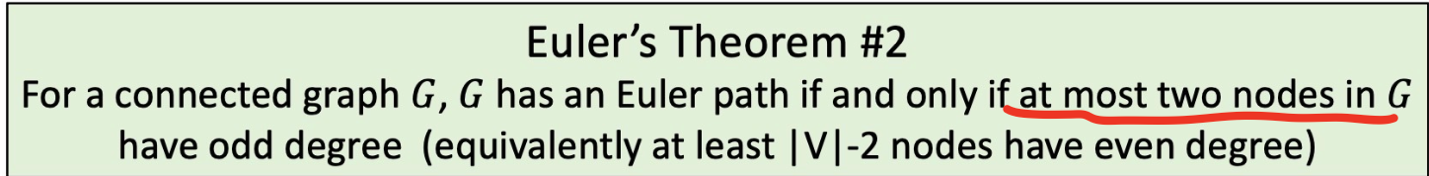 Euler’s Theorem #2
For a connected graph G, G has an Euler path if and only if at most two nodes in G
have odd degree (equivalently at least |V|-2 nodes have even degree)